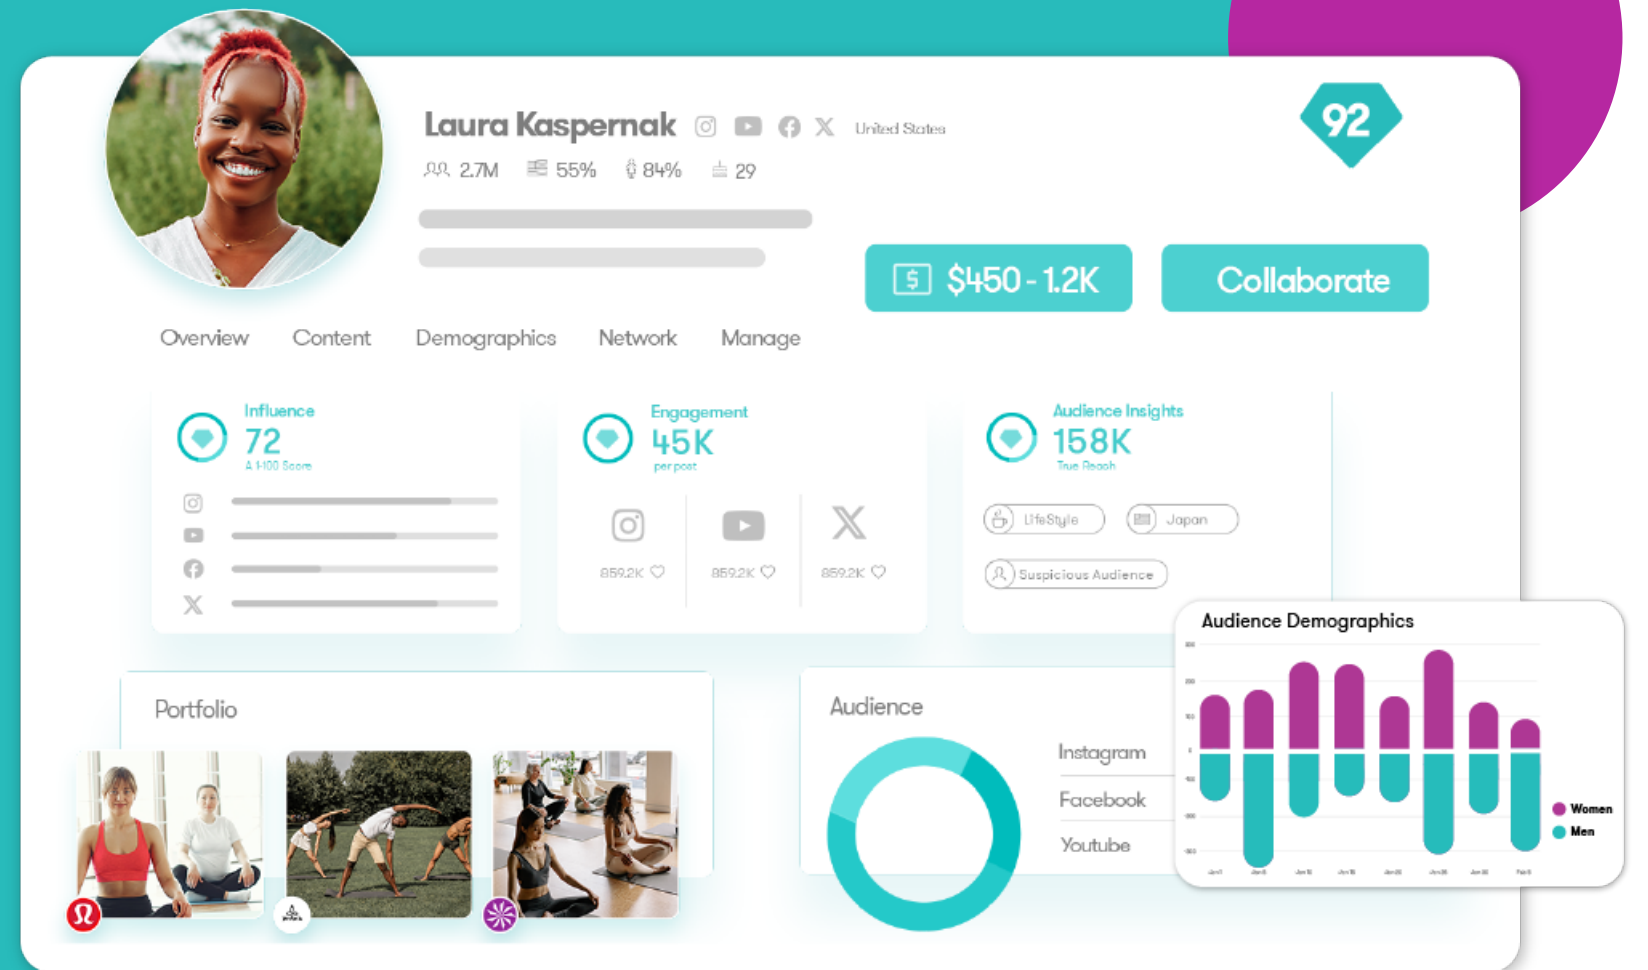 Laura Kaspernak United States
2.7M 55% 84% 29
92
$450 - 1.2K
Collaborate
Overview Content Demographics Network Manage
Influence
72
A 1-100 Score
Engagement
45K
per post
859.2K 859.2K 859.2K
Audience Insights
158K
True Reach
LifeStyle Japan
Suspicious Audience
Portfolio
Audience
Instagram
Facebook
Youtube
Audience Demographics
0
Women
Men